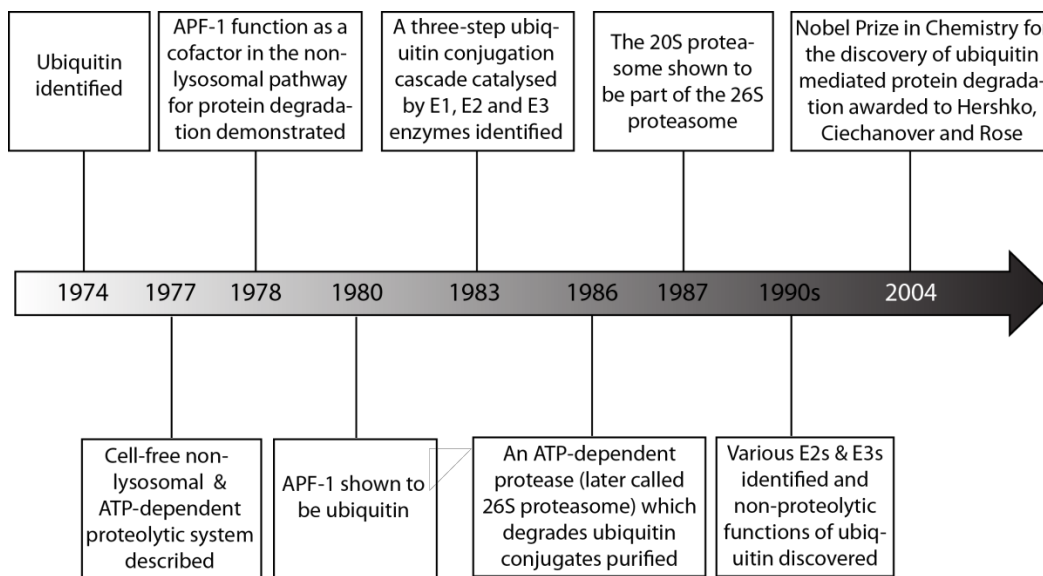 Ubiquitin
identified
APF-1 function as a
cofactor in the non-
lysosomal pathway
for protein degrada-
tion demonstrated
A three-step ubi-
quitin conjugation
cascade catalysed
by E1, E2 and E3
enzymes identified
The 20S protea-
some shown to
be part of the 26S
proteasome
Nobel Prize in Chemistry for
the discovery of ubiquitin
mediated protein degrada-
tion awarded to Hershko,
Ciechanover and Rose
1974 1977 1978 1980 1983 1986 1987 1990s 2004
Cell-free non-
lysosomal &
ATP-dependent
proteolytic system
described
APF-1 shown to
be ubiquitin
An ATP-dependent
protease (later called
26S proteasome) which
degrades ubiquitin
conjugates purified
Various E2s & E3s
identified and
non-proteolytic
functions of ubiq-
uitin discovered